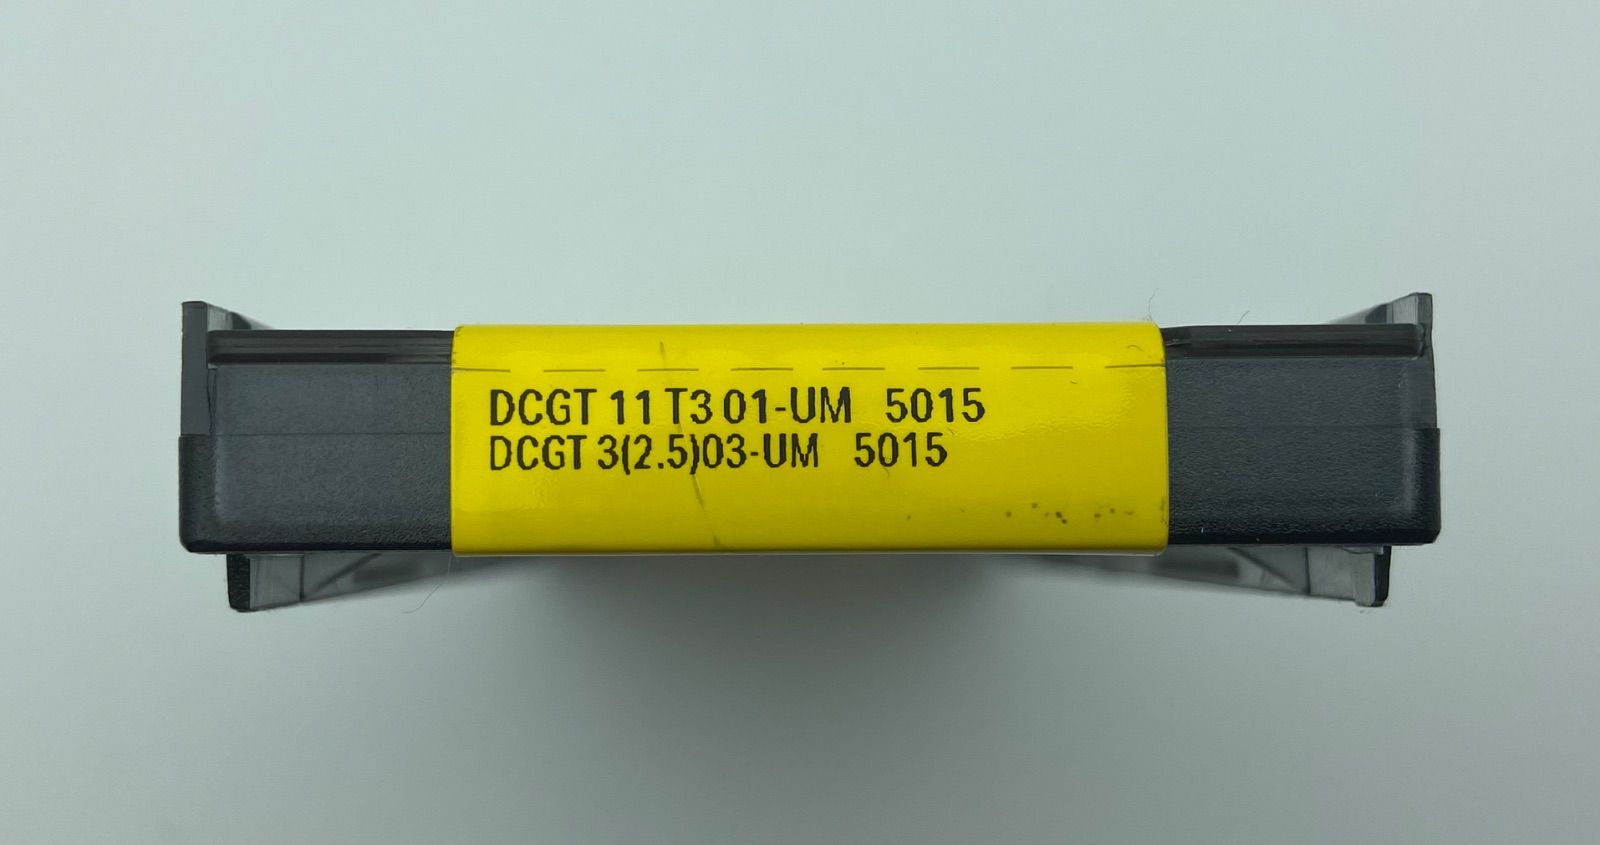 DCGT 11 T3 01-UM 5015
DCGT 3(2.5)03-UM 5015